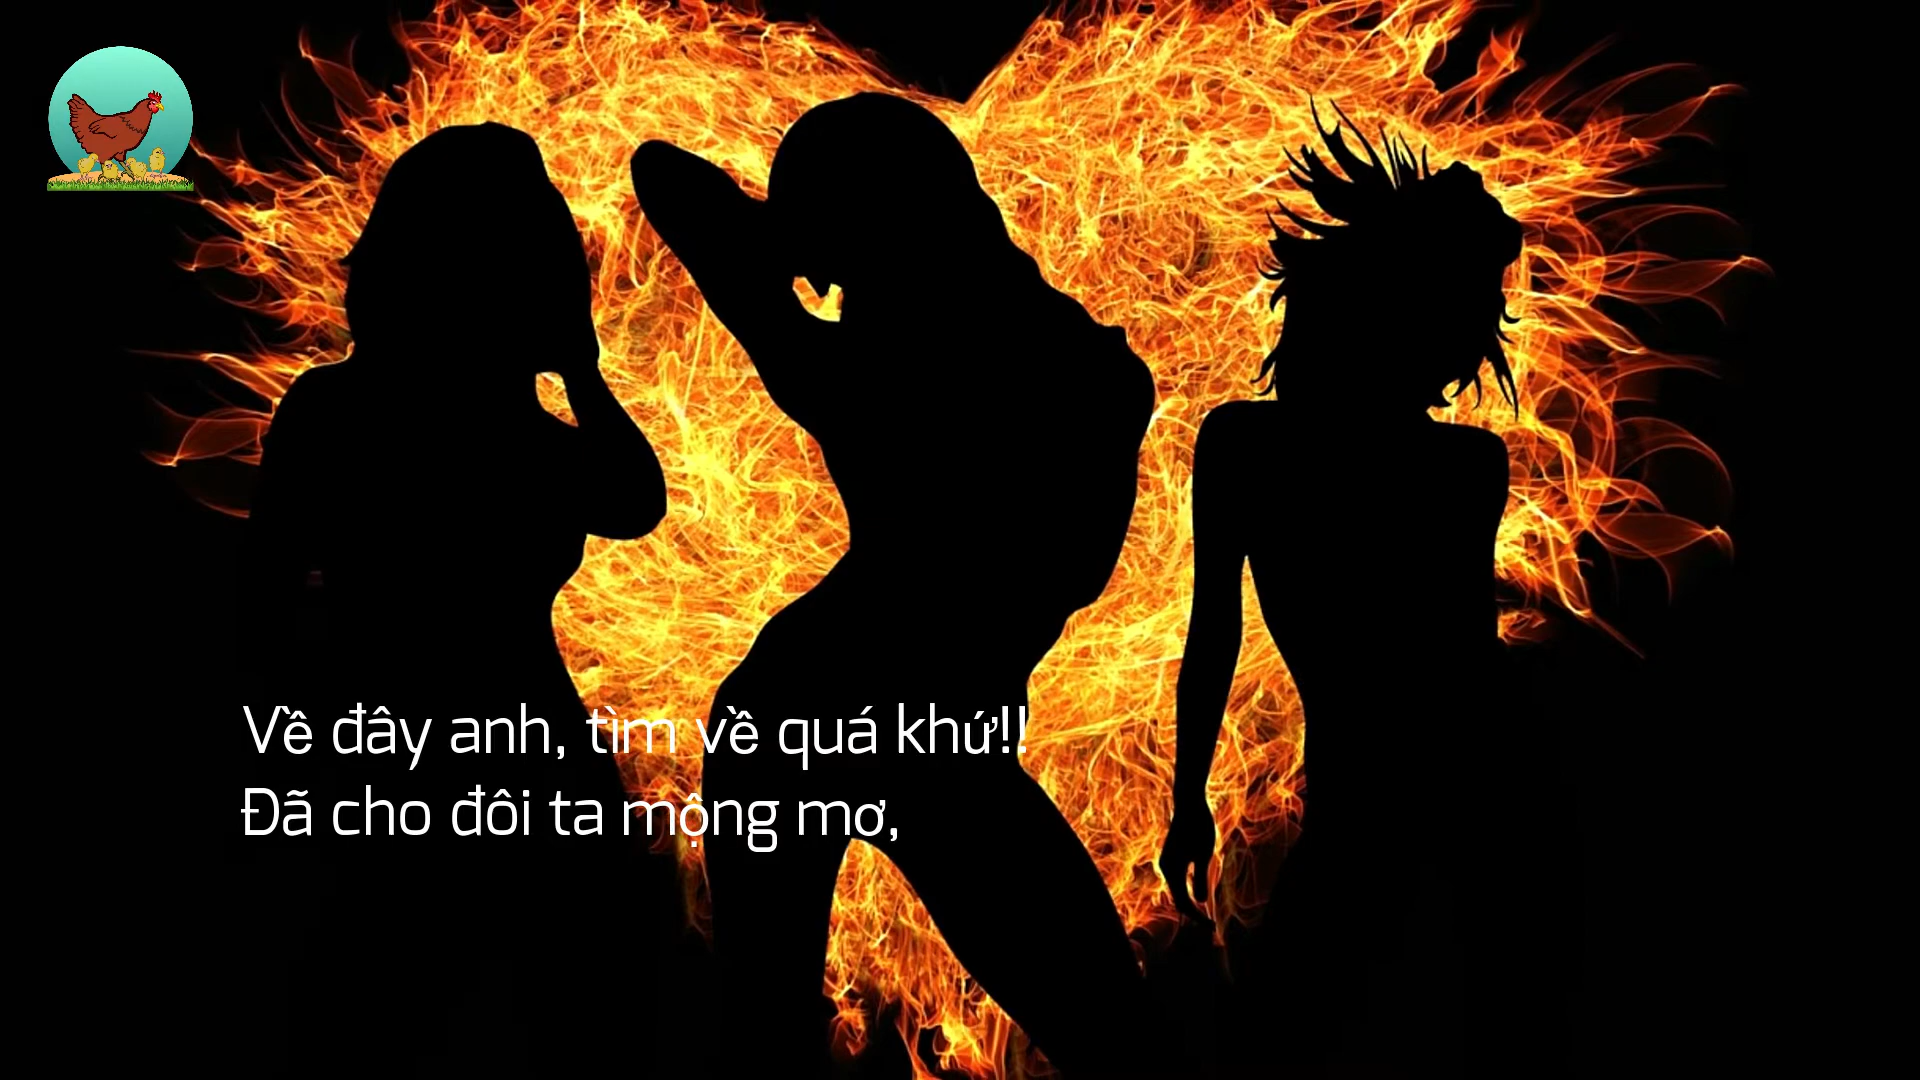 Về đây anh, tìm về quá khứ!!
Đã cho đôi ta mộng mơ,